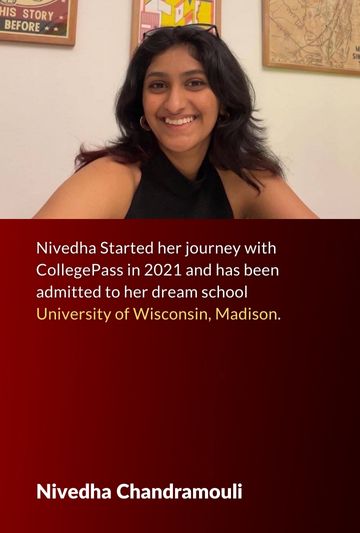 HIS STORY
BEFORE
Nivedha Started her journey with
CollegePass in 2021 and has been
admitted to her dream school
University of Wisconsin, Madison.
Nivedha Chandramouli